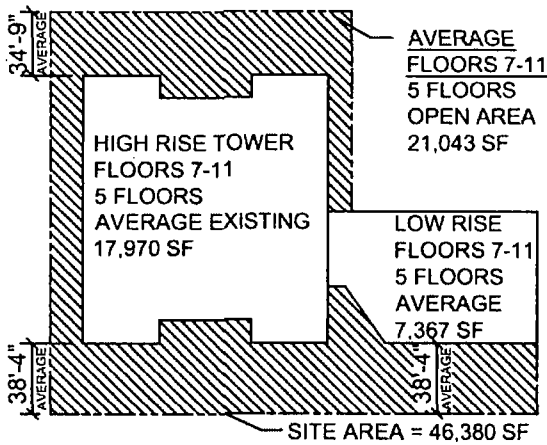 34'-9"
AVERAGE
AVERAGE
FLOORS 7-11
5 FLOORS
OPEN AREA
21,043 SF
HIGH RISE TOWER
FLOORS 7-11
5 FLOORS
AVERAGE EXISTING
17,970 SF
LOW RISE
FLOORS 7-11
5 FLOORS
AVERAGE
7,367 SF
38'-4"
AVERAGE
38'-4"
AVERAGE
SITE AREA = 46,380 SF